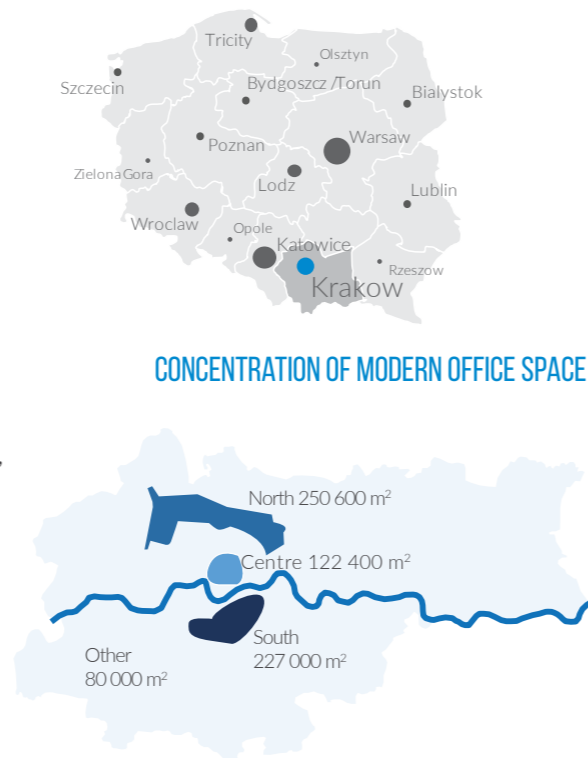 Tricity
Olsztyn
Szczecin
Bydgoszcz /Torun
Bialystok
Poznan
Warsaw
Zielona Gora
Lodz
Lublin
Wroclaw
Opole
Katowice
Rzeszow
Krakow
CONCENTRATION OF MODERN OFFICE SPACE
North 250 600 m²
Centre 122 400 m²
South
227 000 m²
Other
80 000 m²